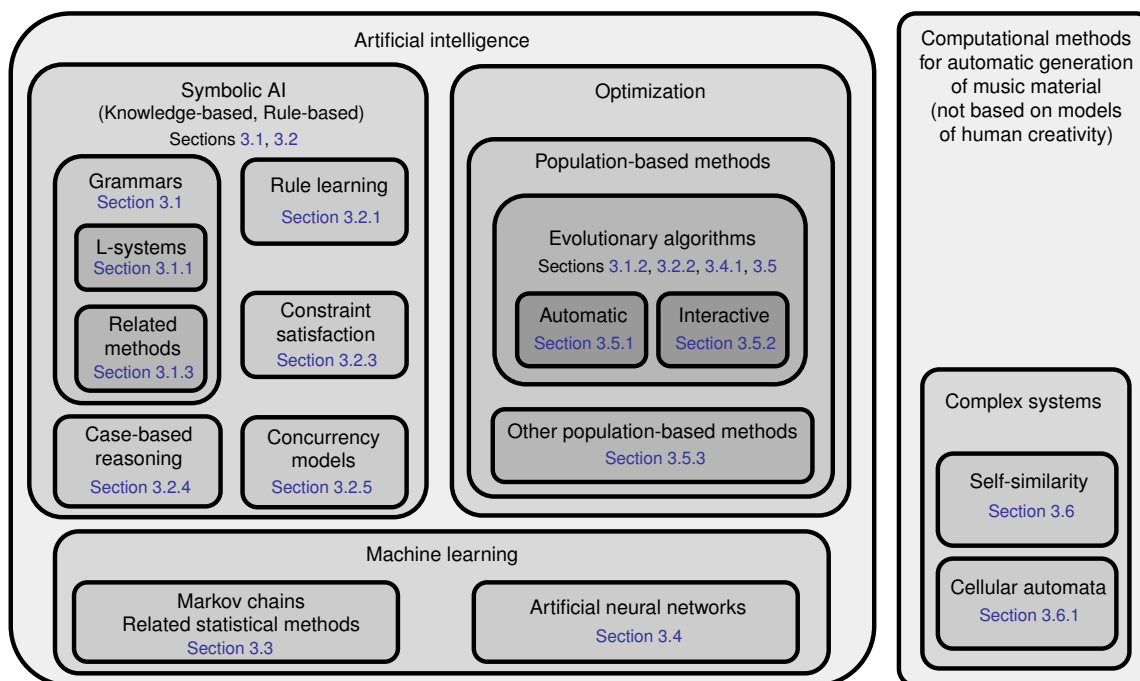 Artificial intelligence
Symbolic AI
(Knowledge-based, Rule-based)
Sections 3.1, 3.2
Grammars
Section 3.1
L-systems
Section 3.1.1
Related
methods
Section 3.1.3
Rule learning
Section 3.2.1
Constraint
satisfaction
Section 3.2.3
Case-based
reasoning
Section 3.2.4
Concurrency
models
Section 3.2.5
Optimization
Population-based methods
Evolutionary algorithms
Sections 3.1.2, 3.2.2, 3.4.1, 3.5
Automatic
Section 3.5.1
Interactive
Section 3.5.2
Other population-based methods
Section 3.5.3
Machine learning
Markov chains
Related statistical methods
Section 3.3
Artificial neural networks
Section 3.4
Computational methods
for automatic generation
of music material
(not based on models
of human creativity)
Complex systems
Self-similarity
Section 3.6
Cellular automata
Section 3.6.1